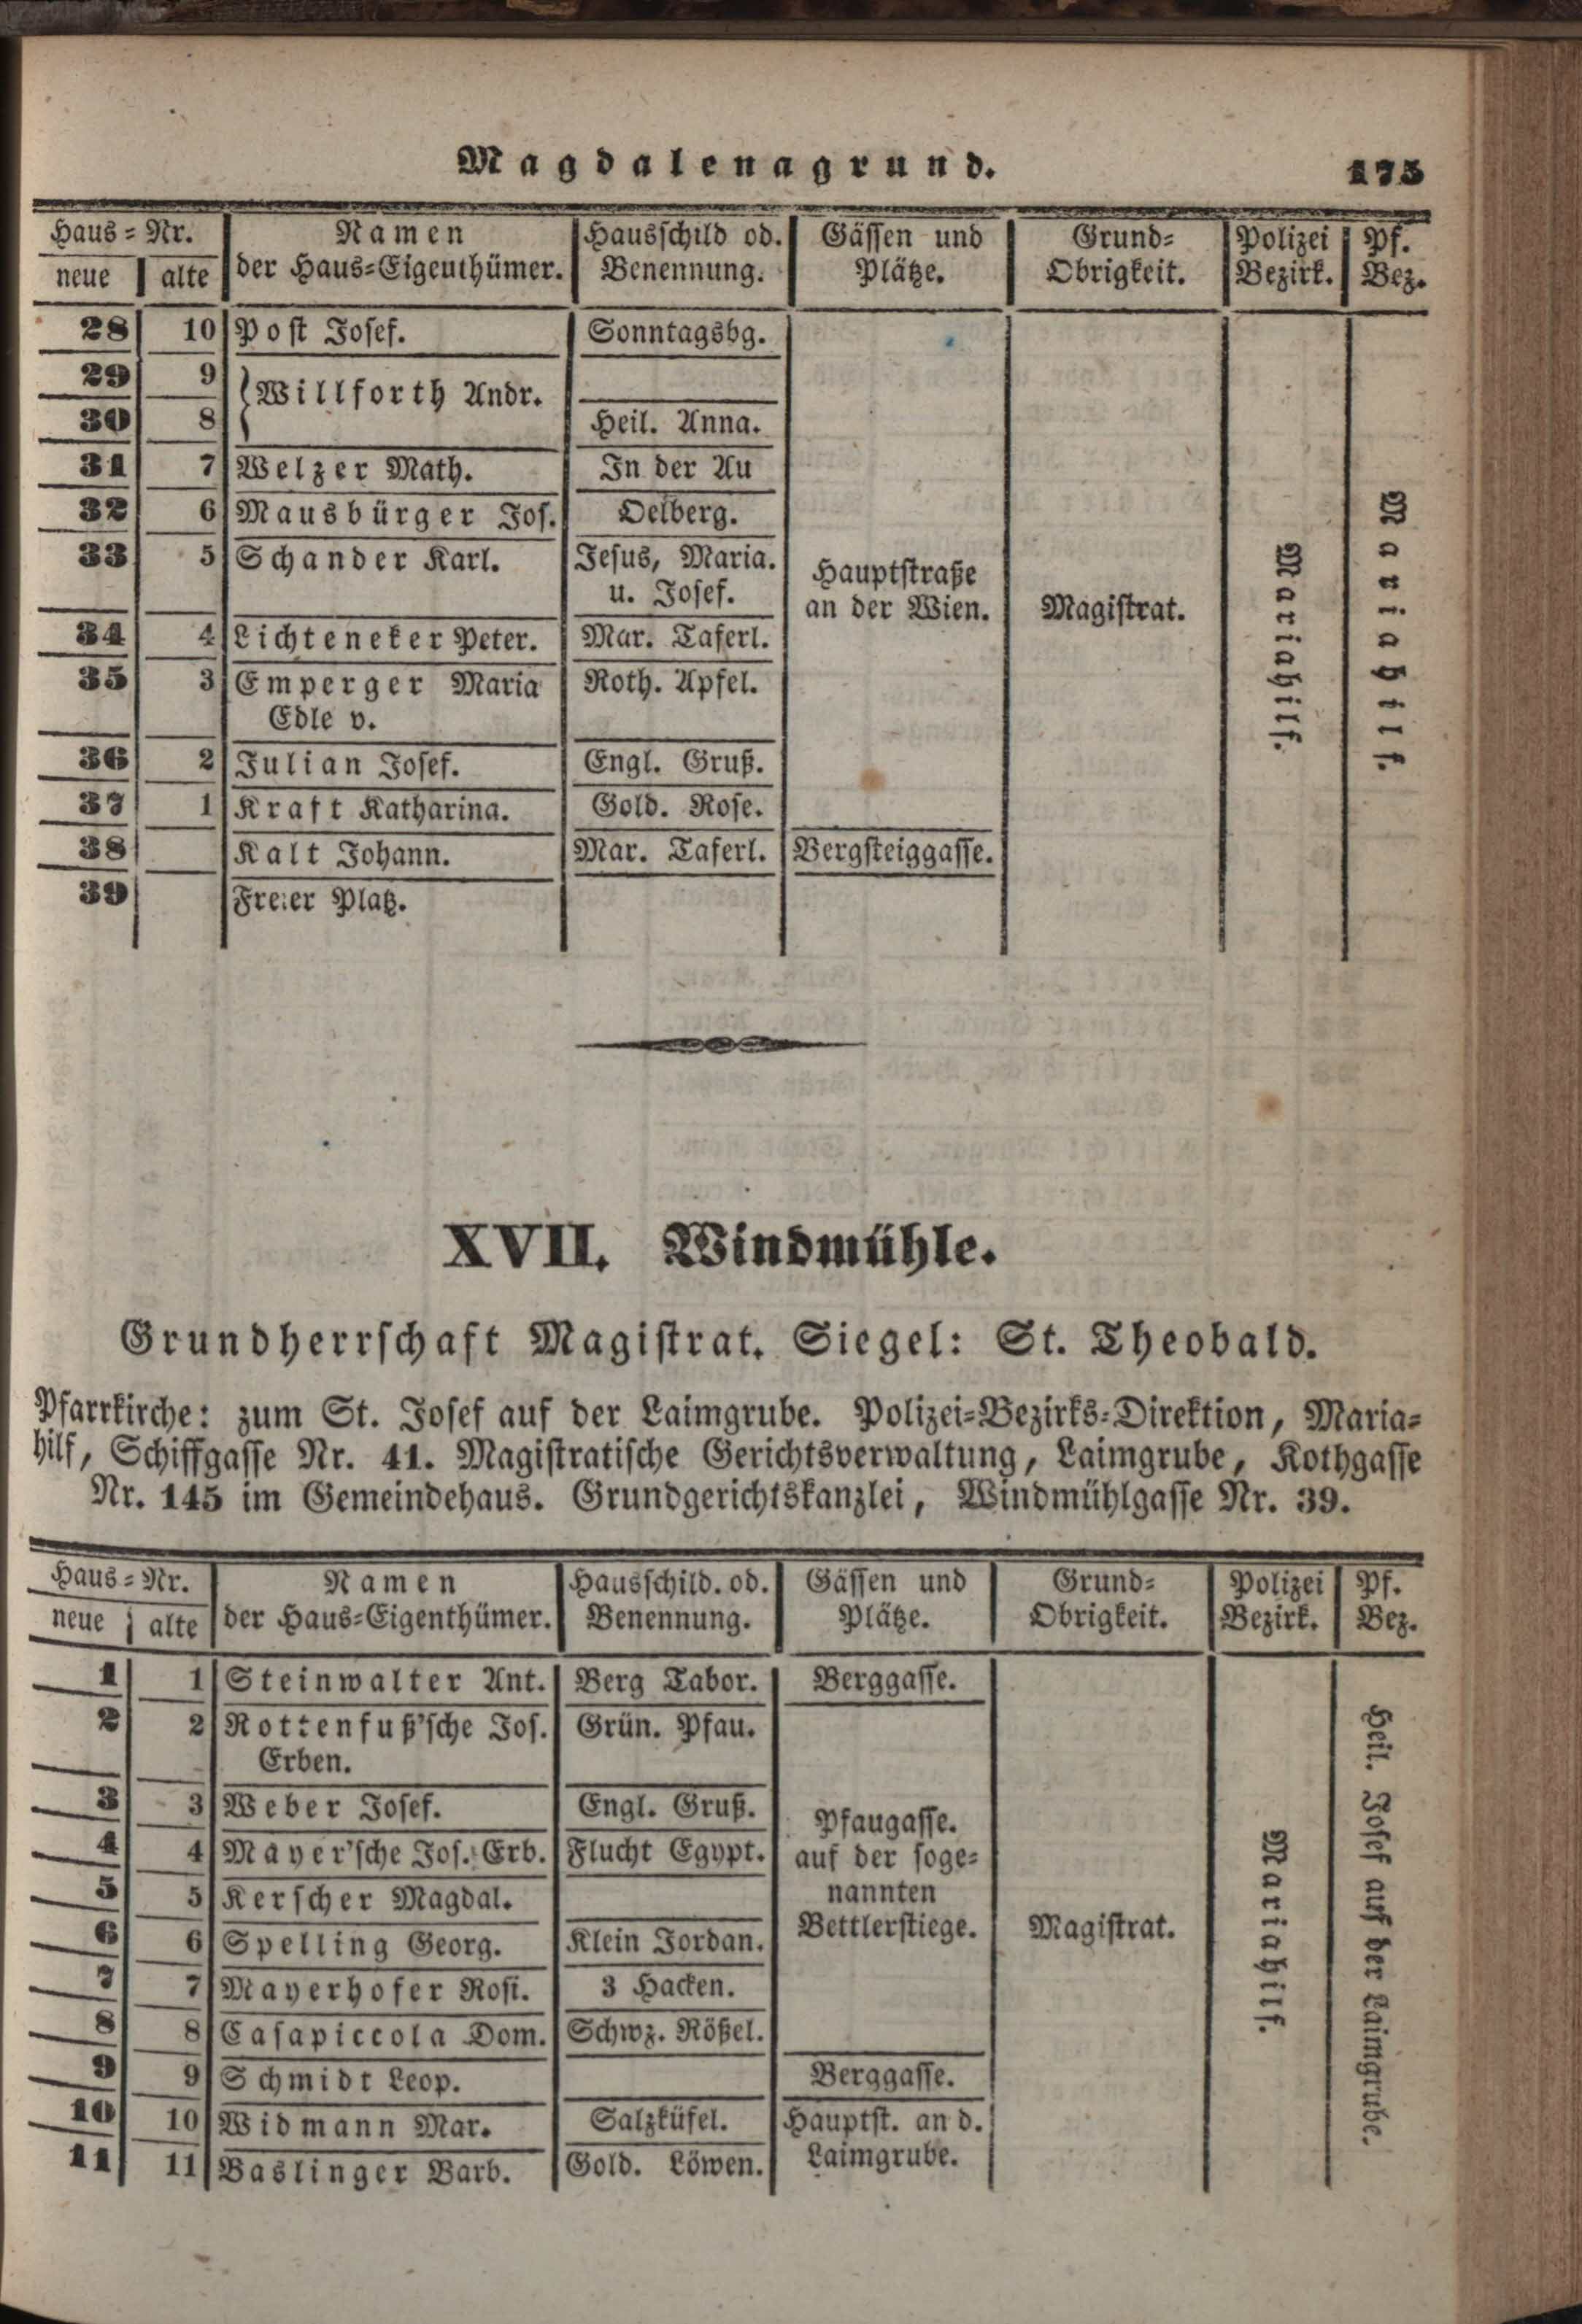 Magdalenagrund. 175
Haus-Nr. Namen Hausschild od. Gässen und Grund- Polizei Pf.
neue alte der Haus-Eigenthümer. Benennung. Plätze. Obrigkeit. Bezirk. Bez.
28 10 Post Josef. Sonntagsbg.
29 9
Willforth Andr.
30 8 Heil. Anna.
31 7 Welzer Math. In der Au
32 6 Mausbürger Jos. Oelberg.
33 5 Schander Karl. Jesus, Maria.
u. Josef.
Hauptstraße
an der Wien. Magistrat. Mariahilf. Mariahilf.
34 4 Lichteneker Peter. Mar. Taferl.
35 3 Emperger Maria Roth. Apfel.
Edle v.
36 2 Julian Josef. Engl. Gruß.
37 1 Kraft Katharina. Gold. Rose.
38 Kalt Johann. Mar. Taferl. Bergsteiggasse.
39 Freier Platz.
XVII. Windmühle.
Grundherrschaft Magistrat. Siegel: St. Theobald.
Pfarrkirche: zum St. Josef auf der Laimgrube. Polizei-Bezirks-Direktion, Maria-
hilf, Schiffgasse Nr. 41. Magistratische Gerichtsverwaltung, Laimgrube, Kothgasse
Nr. 145 im Gemeindehaus. Grundgerichtskanzlei, Windmühlgasse Nr. 39.
Haus-Nr. Namen Hausschild. od. Gässen und Grund- Polizei Pf.
neue alte der Haus-Eigenthümer. Benennung. Plätze. Obrigkeit. Bezirk. Bez.
1 1 Steinwalter Ant. Berg Tabor. Berggasse.
2 2 Rottenfuß'sche Jos. Grün. Pfau.
Erben.
3 3 Weber Josef. Engl. Gruß.
Pfaugasse.
4 4 Mayer'sche Jos. Erb. Flucht Egypt. auf der soge-
5 5 Kerscher Magdal. nannten
6 6 Spelling Georg. Klein Jordan. Bettlerstiege. Magistrat. Mariahilf. Heil. Josef auf der Laimgrube.
7 7 Mayerhofer Rosi. 3 Hacken.
8 8 Casapiccola Dom. Schwz. Rößel.
9 9 Schmidt Leop. Berggasse.
10 10 Widmann Mar. Salzküfel. Hauptst. an d.
11 11 Baslinger Barb. Gold. Löwen. Laimgrube.